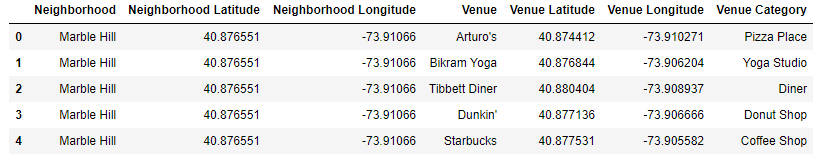 Neighborhood Neighborhood Latitude Neighborhood Longitude Venue Venue Latitude Venue Longitude Venue Category
0 Marble Hill 40.876551 -73.91066 Arturo's 40.874412 -73.910271 Pizza Place
1 Marble Hill 40.876551 -73.91066 Bikram Yoga 40.876844 -73.906204 Yoga Studio
2 Marble Hill 40.876551 -73.91066 Tibbett Diner 40.880404 -73.908937 Diner
3 Marble Hill 40.876551 -73.91066 Dunkin' 40.877136 -73.906666 Donut Shop
4 Marble Hill 40.876551 -73.91066 Starbucks 40.877531 -73.905582 Coffee Shop